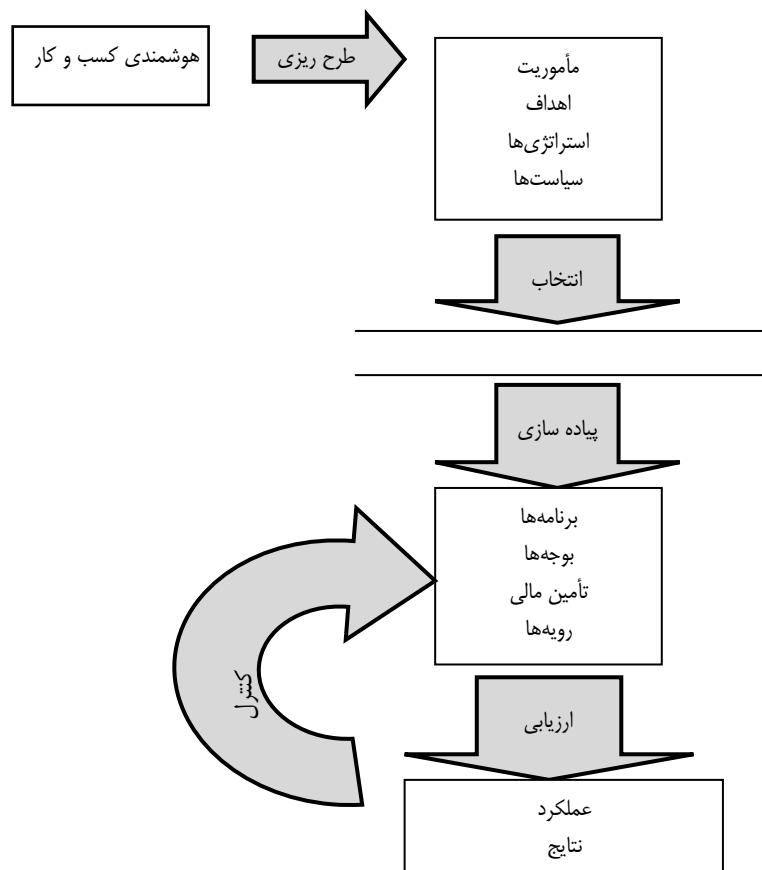 هوشمندی کسب و کار
طرح ریزی
مأموریت
اهداف
استراتژی‌ها
سیاست‌ها
انتخاب
پیاده سازی
برنامه‌ها
بوجه‌ها
تأمین مالی
رویه‌ها
کنترل
ارزیابی
عملکرد
نتایج